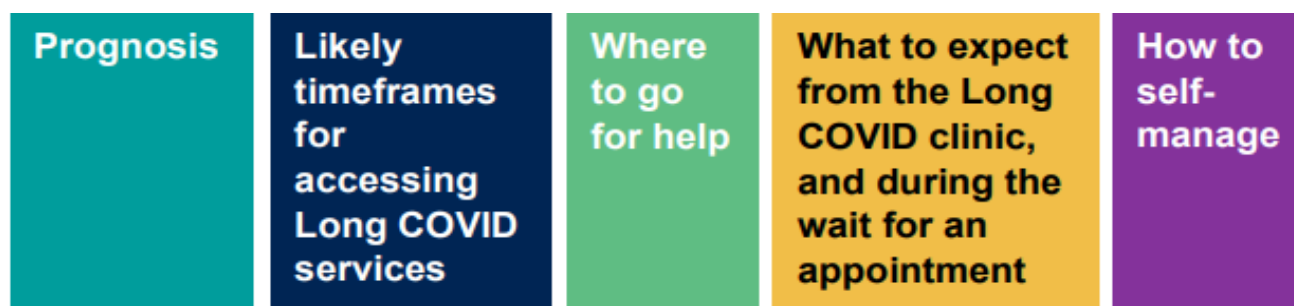 Prognosis
Likely
timeframes
for
accessing
Long COVID
services
Where
to go
for help
What to expect
from the Long
COVID clinic,
and during the
wait for an
appointment
How to
self-
manage